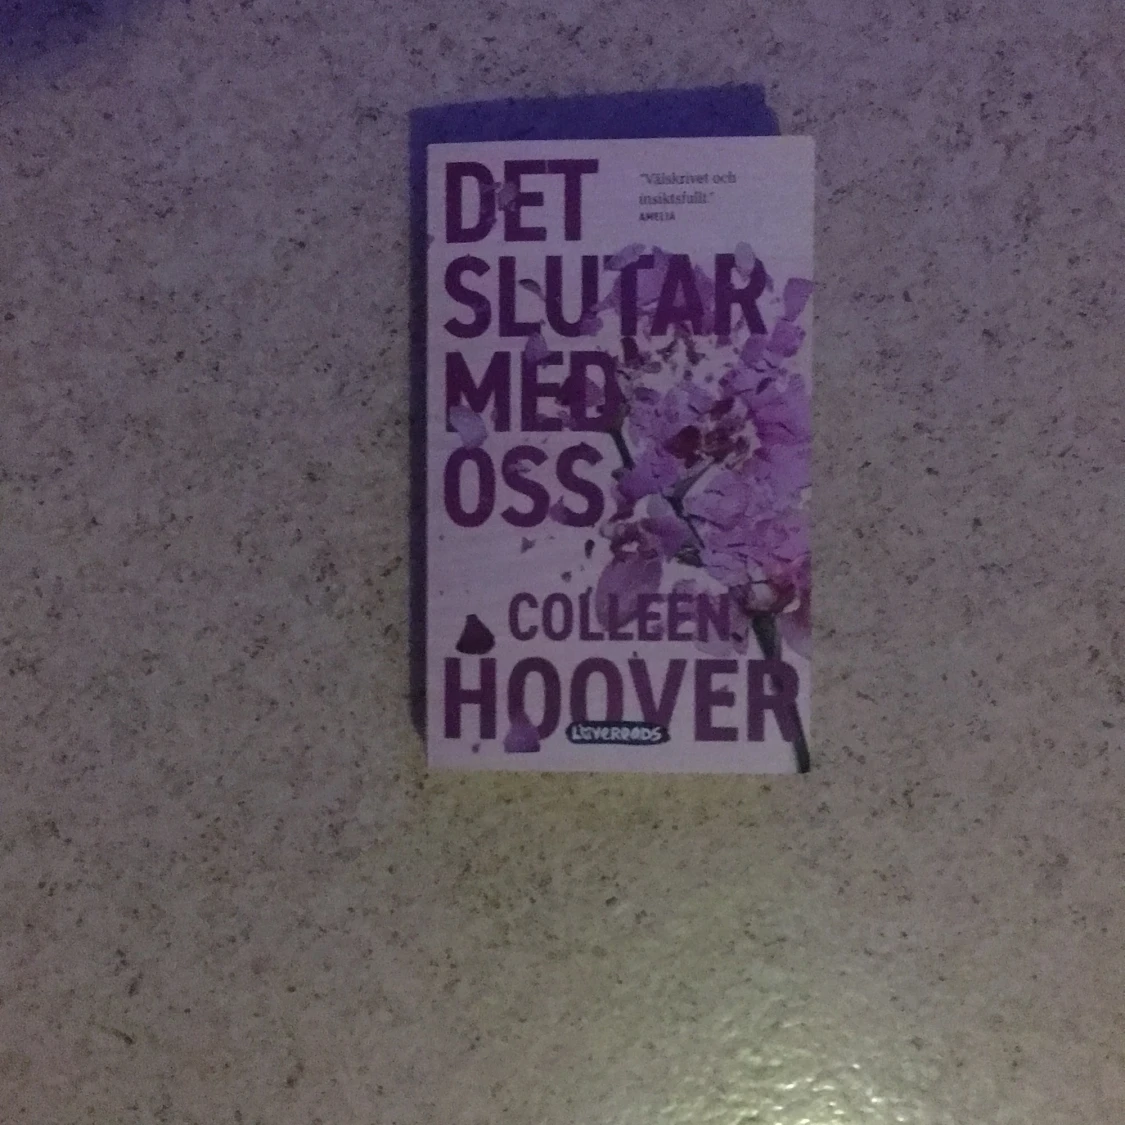 DET
"Välskrivet och
insiktsfullt"
AMELIA
SLUTAR
MED
OSS
COLLEEN
HOOVER
LOVEREADS